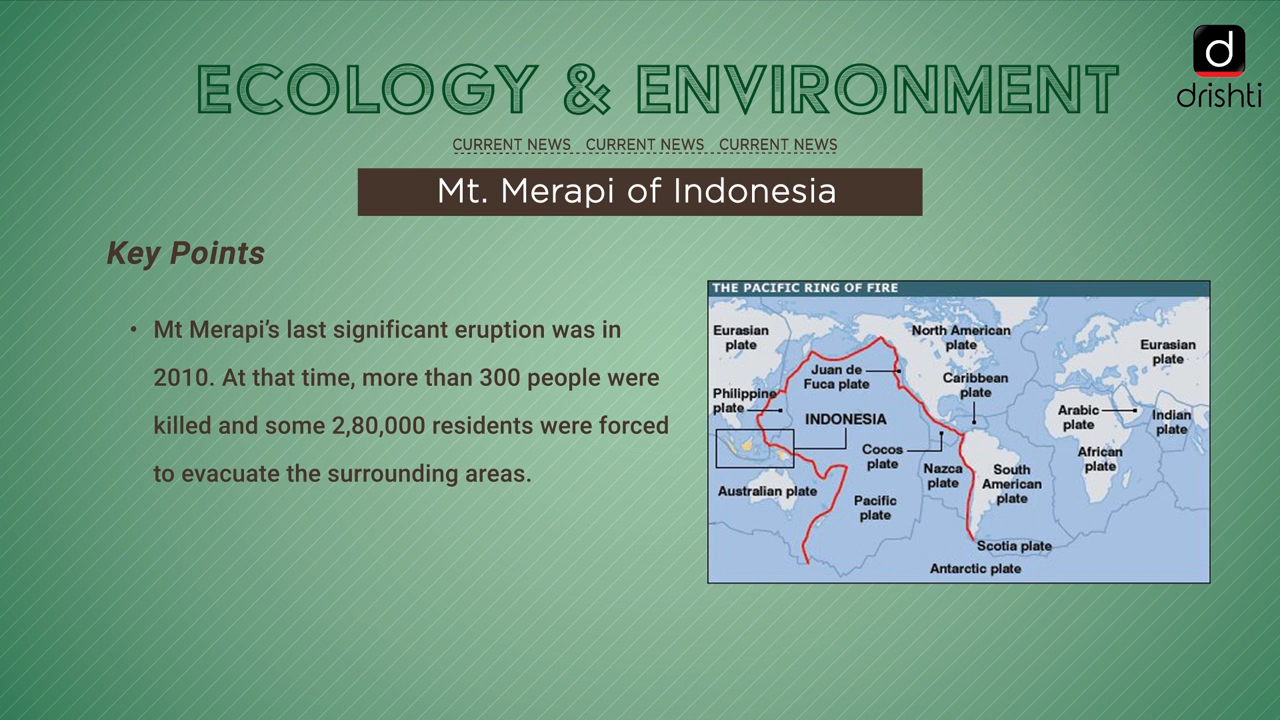 ECOLOGY & ENVIRONMENT
d
drishti
CURRENT NEWS CURRENT NEWS CURRENT NEWS
Mt. Merapi of Indonesia
Key Points
• Mt Merapi's last significant eruption was in
2010. At that time, more than 300 people were
killed and some 2,80,000 residents were forced
to evacuate the surrounding areas.
THE PACIFIC RING OF FIRE
Eurasian
plate
North American
plate
Eurasian
plate
Juan de
Fuca plate
Caribbean
plate
Philippine
plate
INDONESIA
Arabic
plate
Indian
plate
Cocos
plate
African
plate
Nazca
plate
South
American
plate
Australian plate
Pacific
plate
Scotia plate
Antarctic plate